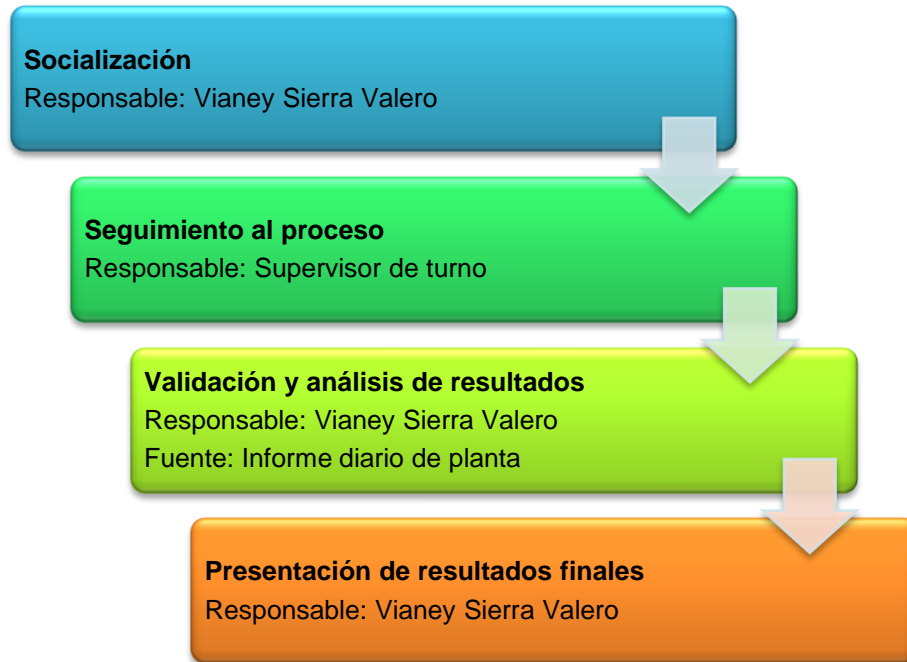 Socialización
Responsable: Vianey Sierra Valero
Seguimiento al proceso
Responsable: Supervisor de turno
Validación y análisis de resultados
Responsable: Vianey Sierra Valero
Fuente: Informe diario de planta
Presentación de resultados finales
Responsable: Vianey Sierra Valero